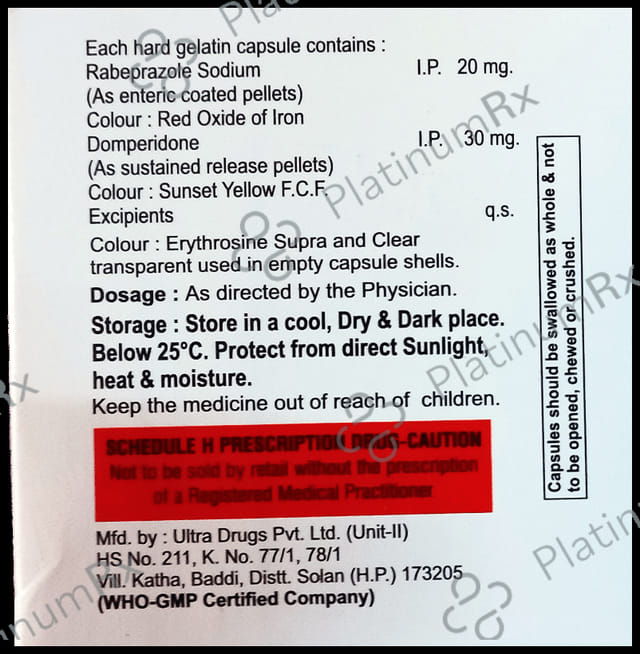 Each hard gelatin capsule contains :
Rabeprazole Sodium I.P. 20 mg.
(As enteric coated pellets)
Colour : Red Oxide of Iron
Domperidone I.P. 30 mg.
(As sustained release pellets)
Colour : Sunset Yellow F.C.F.
Excipients q.s.
Colour : Erythrosine Supra and Clear
transparent used in empty capsule shells.
Dosage : As directed by the Physician.
Storage : Store in a cool, Dry & Dark place.
Below 25°C. Protect from direct Sunlight,
heat & moisture.
Keep the medicine out of reach of children.
SCHEDULE H PRESCRIPTION DRUG-CAUTION
Not to be sold by retail without the prescription
of a Registered Medical Practitioner
Mfd. by : Ultra Drugs Pvt. Ltd. (Unit-II)
HS No. 211, K. No. 77/1, 78/1
Vill. Katha, Baddi, Distt. Solan (H.P.) 173205
(WHO-GMP Certified Company)
Capsules should be swallowed as whole & not
to be opened, chewed or crushed.
PlatinumRx
PlatinumRx
PlatinumRx
PlatinumRx